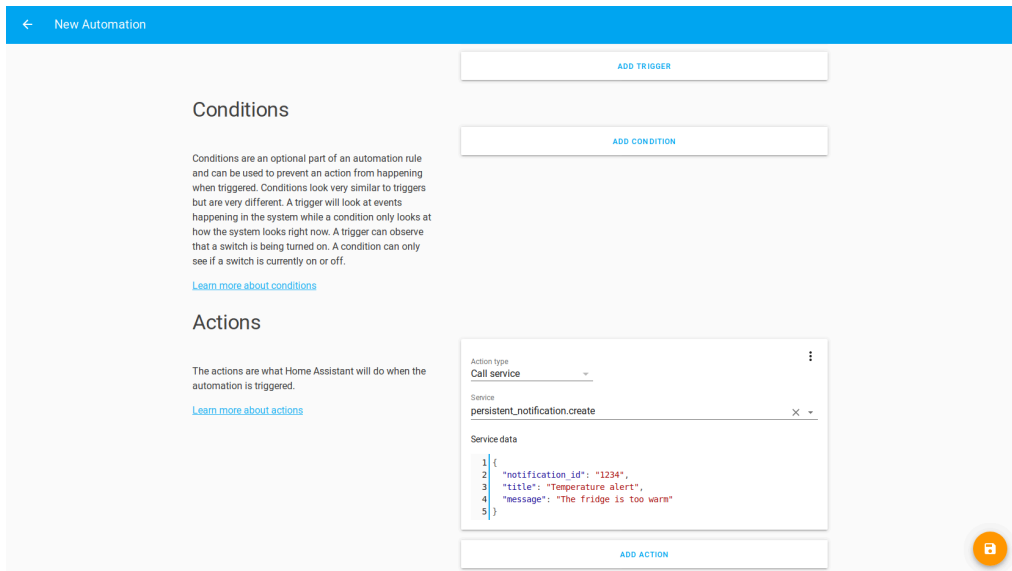 New Automation
ADD TRIGGER
Conditions
ADD CONDITION
Conditions are an optional part of an automation rule
and can be used to prevent an action from happening
when triggered. Conditions look very similar to triggers
but are very different. A trigger will look at events
happening in the system while a condition only looks at
how the system looks right now. A trigger can observe
that a switch is being turned on. A condition can only
see if a switch is currently on or off.
Learn more about conditions
Actions
The actions are what Home Assistant will do when the
automation is triggered.
Learn more about actions
Action type
Call service
Service
persistent_notification.create
Service data
1 {
2 "notification_id": "1234",
3 "title": "Temperature alert",
4 "message": "The fridge is too warm"
5 }
ADD ACTION